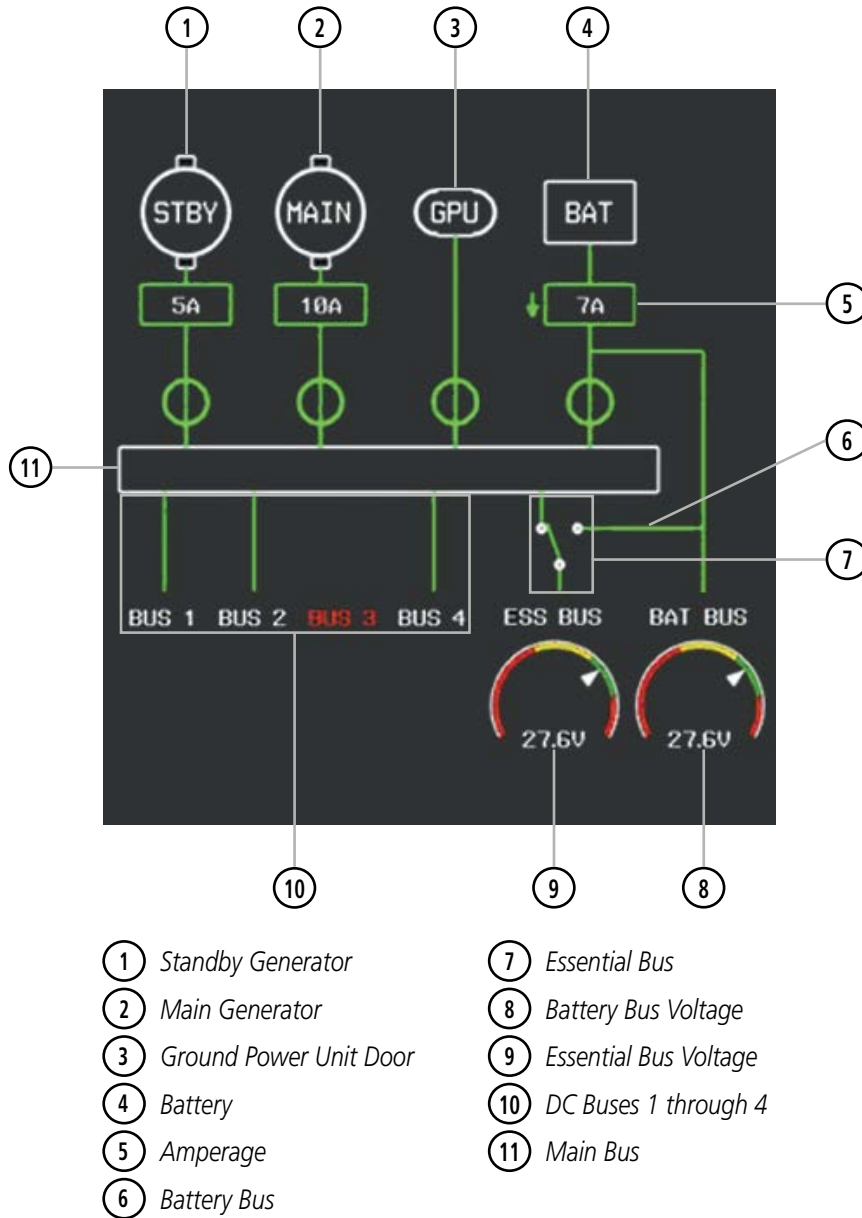 1 2 3 4
STBY MAIN GPU BAT
5A 10A 7A
5
6
11
7
BUS 1 BUS 2 BUS 3 BUS 4 ESS BUS BAT BUS
27.6V 27.6V
10 9 8
1 Standby Generator
2 Main Generator
3 Ground Power Unit Door
4 Battery
5 Amperage
6 Battery Bus
7 Essential Bus
8 Battery Bus Voltage
9 Essential Bus Voltage
10 DC Buses 1 through 4
11 Main Bus